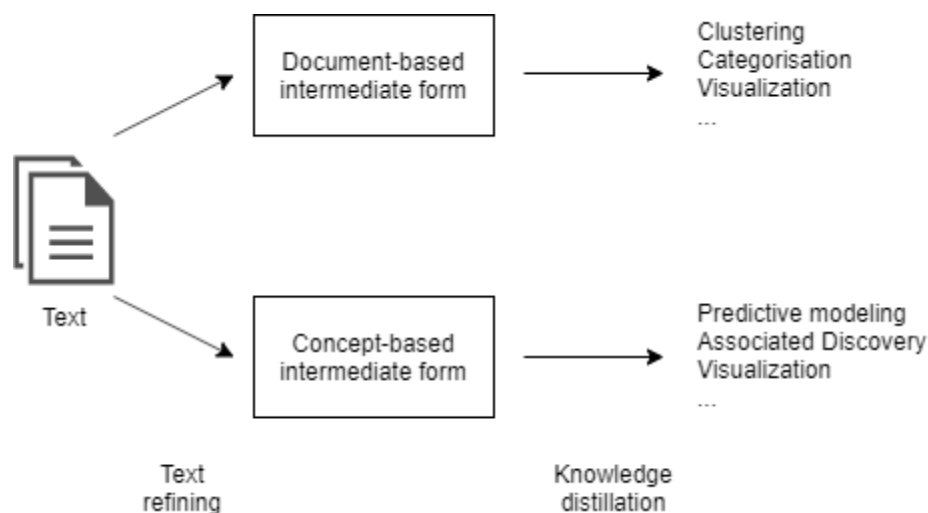 Document-based
intermediate form
Clustering
Categorisation
Visualization
...
Text
Concept-based
intermediate form
Predictive modeling
Associated Discovery
Visualization
...
Text
refining
Knowledge
distillation